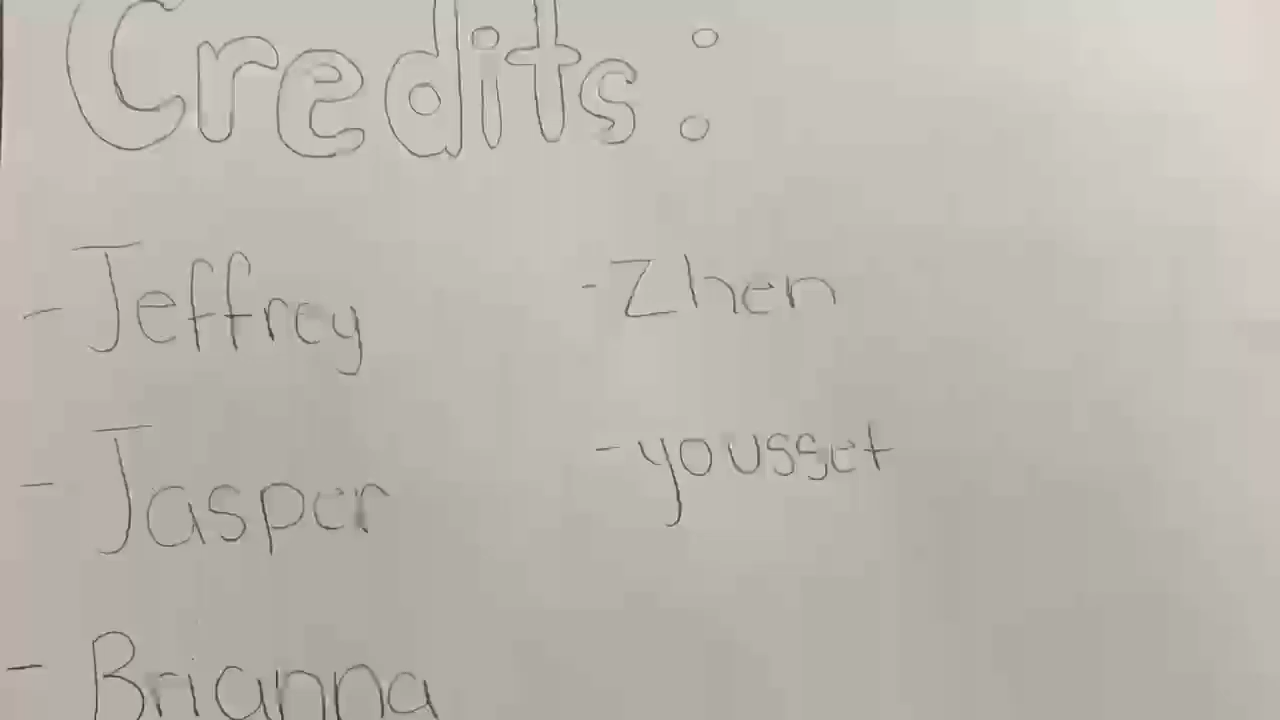 Credits:
- Jeffrey
- Jasper
- Brianna
- Zhen
- yousset